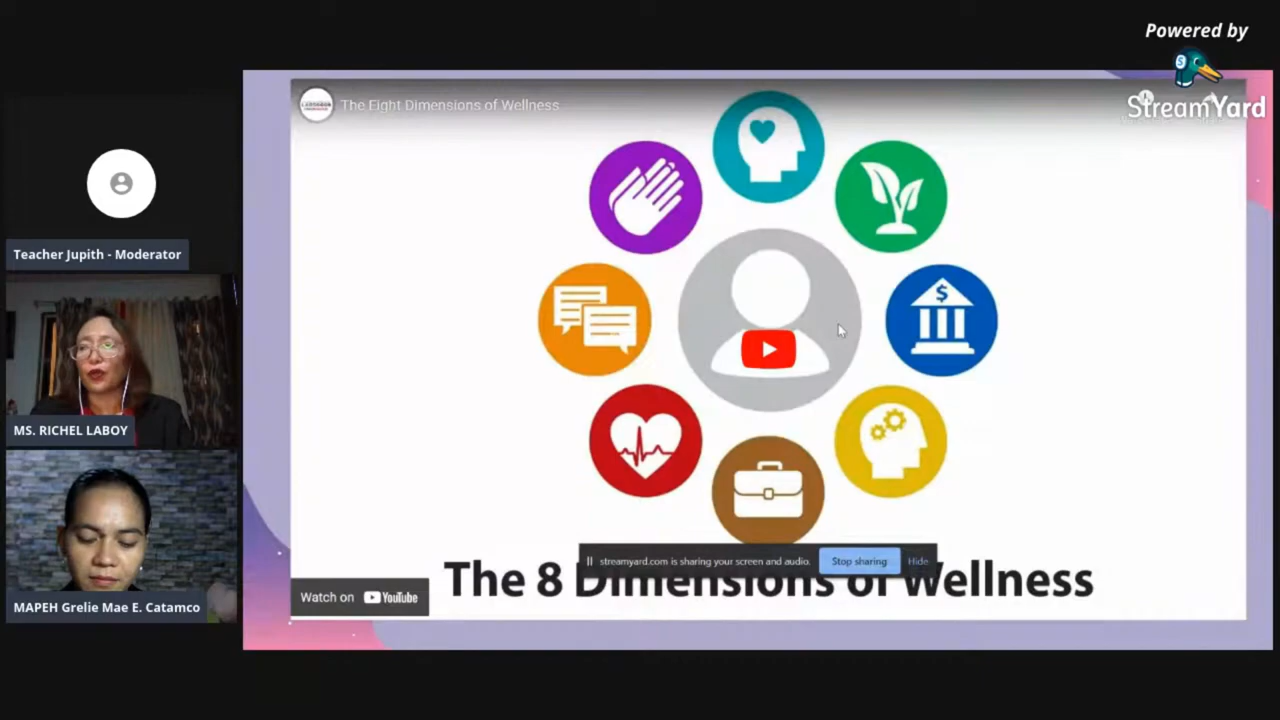 Powered by
StreamYard
The Eight Dimensions of Wellness
$
Teacher Jupith - Moderator
MS. RICHEL LABOY
MAPEH Grelie Mae E. Catamco
streamyard.com is sharing your screen and audio.
Stop sharing
Hide
The 8 Dimensions of Wellness
Watch on YouTube